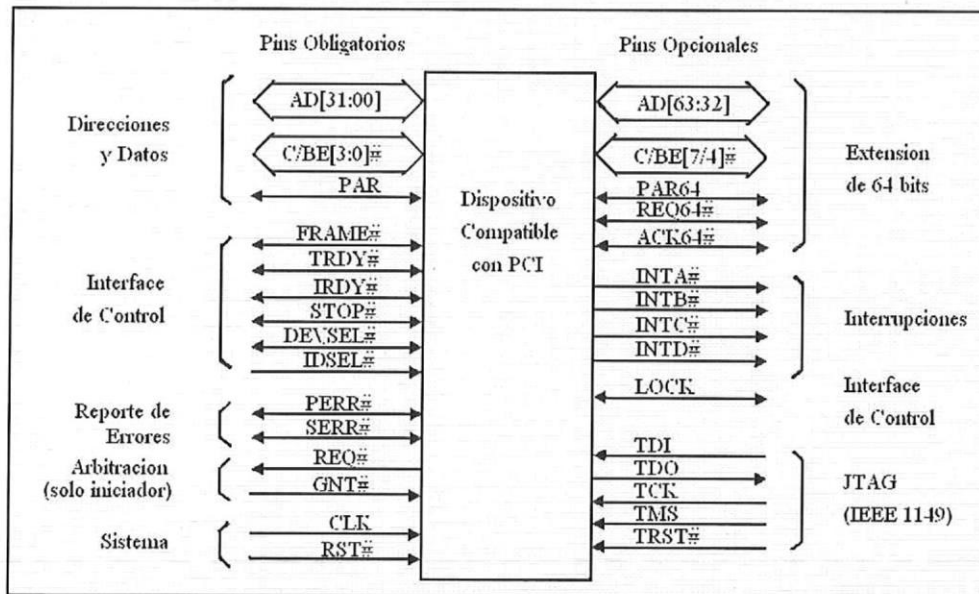 Pins Obligatorios
Pins Opcionales
Direcciones
y Datos
AD[31:00]
C/BE[3:0]#
PAR
Interface
de Control
FRAME#
TRDY#
IRDY#
STOP#
DEVSEL#
IDSEL#
Reporte de
Errores
PERR#
SERR#
Arbitracion
(solo iniciador)
REQ#
GNT#
Sistema
CLK
RST#
Dispositivo
Compatible
con PCI
AD[63:32]
C/BE[7/4]#
PAR64
REQ64#
ACK64#
Extension
de 64 bits
INTA#
INTB#
INTC#
INTD#
Interrupciones
LOCK
Interface
de Control
TDI
TDO
TCK
TMS
TRST#
JTAG
(IEEE 1149)